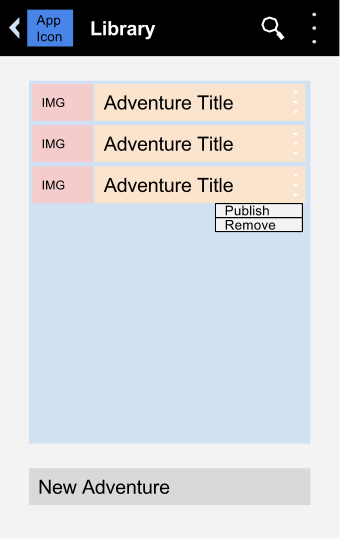 App
Icon
Library
IMG
Adventure Title
IMG
Adventure Title
IMG
Adventure Title
Publish
Remove
New Adventure